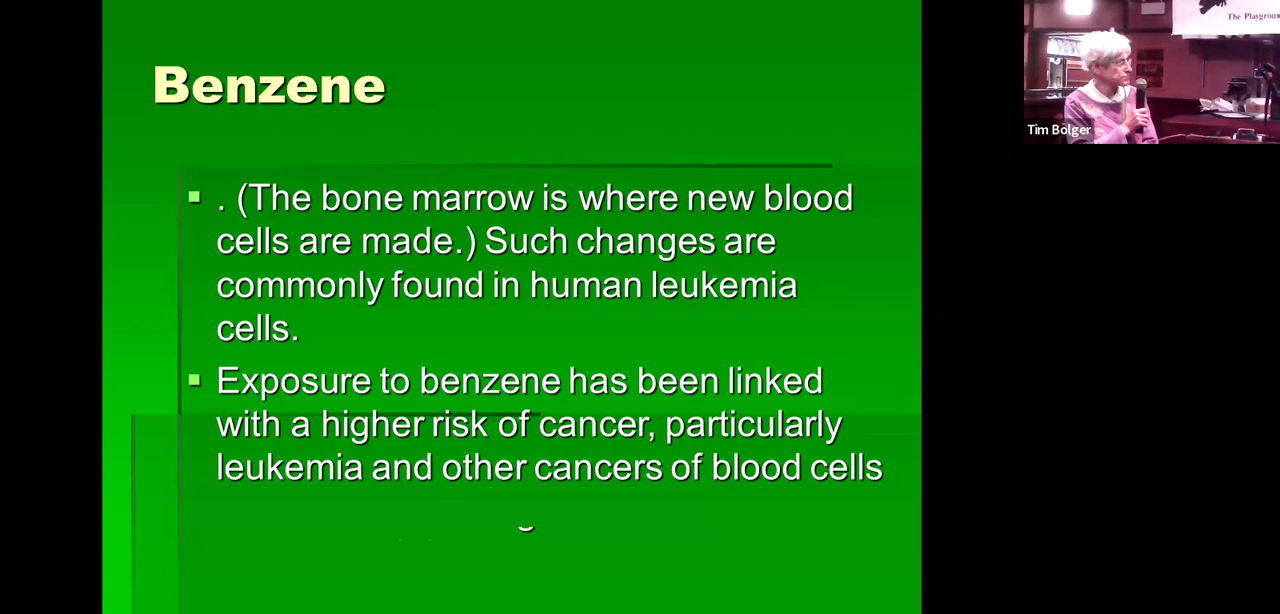 Benzene
. (The bone marrow is where new blood
cells are made.) Such changes are
commonly found in human leukemia
cells.
Exposure to benzene has been linked
with a higher risk of cancer, particularly
leukemia and other cancers of blood cells
The
Tim Bolger